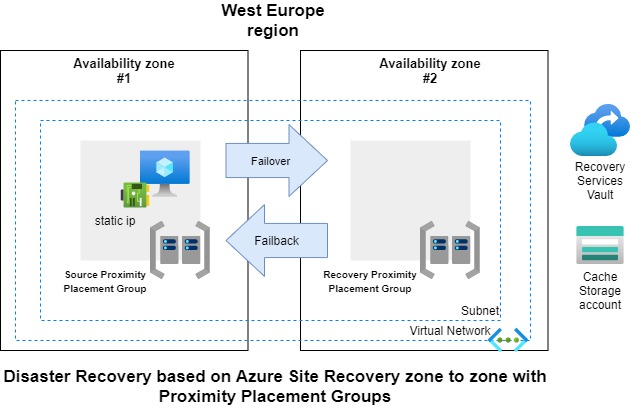 West Europe
region
Availability zone
#1
Availability zone
#2
Failover
static ip
Failback
Source Proximity
Placement Group
Recovery Proximity
Placement Group
Subnet
Virtual Network
Recovery
Services
Vault
Cache
Storage
account
Disaster Recovery based on Azure Site Recovery zone to zone with
Proximity Placement Groups